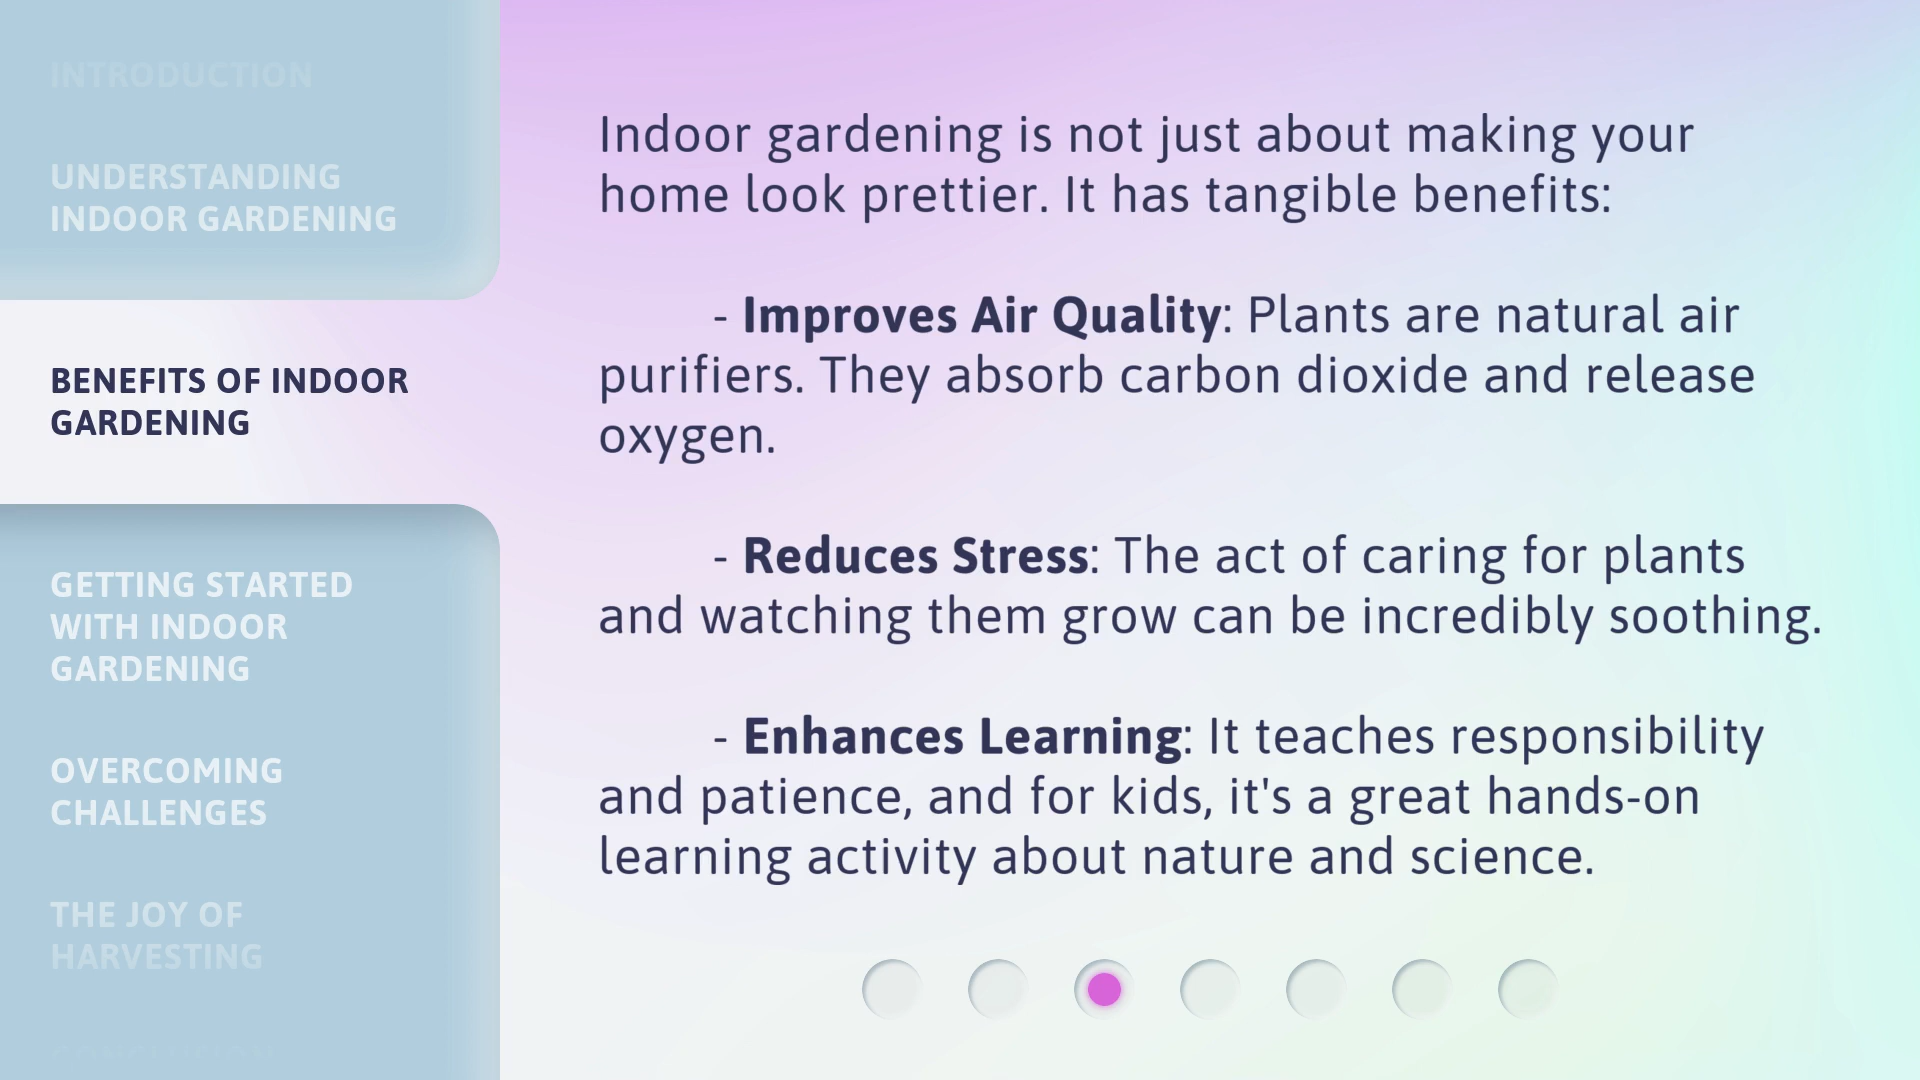 INTRODUCTION
UNDERSTANDING
INDOOR GARDENING
BENEFITS OF INDOOR
GARDENING
GETTING STARTED
WITH INDOOR
GARDENING
OVERCOMING
CHALLENGES
THE JOY OF
HARVESTING
CONCLUSION
Indoor gardening is not just about making your
home look prettier. It has tangible benefits:
- Improves Air Quality: Plants are natural air
purifiers. They absorb carbon dioxide and release
oxygen.
- Reduces Stress: The act of caring for plants
and watching them grow can be incredibly soothing.
- Enhances Learning: It teaches responsibility
and patience, and for kids, it's a great hands-on
learning activity about nature and science.